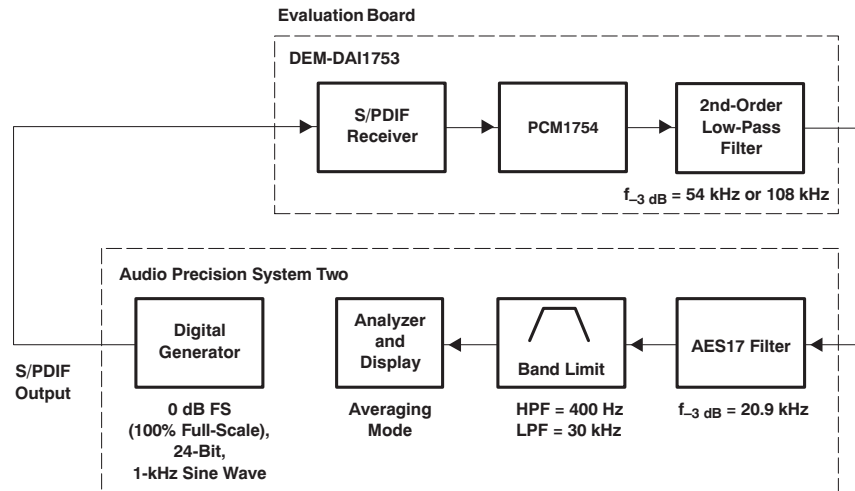 Evaluation Board
DEM-DAI1753
S/PDIF
Receiver
PCM1754
2nd-Order
Low-Pass
Filter
f–3 dB = 54 kHz or 108 kHz
Audio Precision System Two
Digital
Generator
Analyzer
and
Display
Band Limit
AES17 Filter
S/PDIF
Output
0 dB FS
(100% Full-Scale),
24-Bit,
1-kHz Sine Wave
Averaging
Mode
HPF = 400 Hz
LPF = 30 kHz
f–3 dB = 20.9 kHz